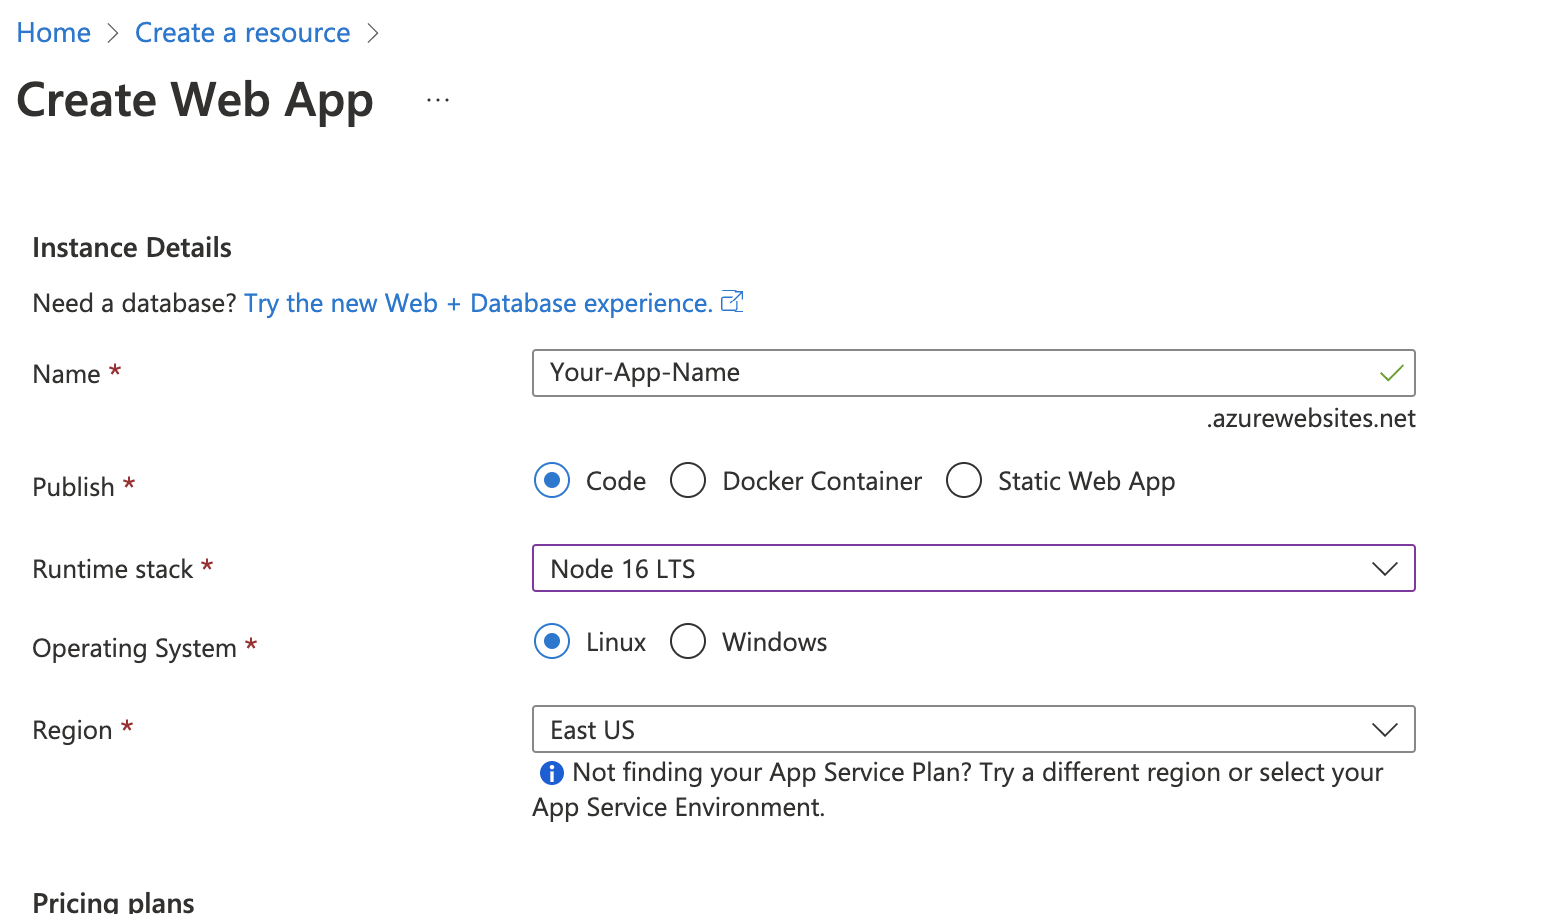 Home > Create a resource >
Create Web App ...
Instance Details
Need a database? Try the new Web + Database experience.
Name *
Your-App-Name
.azurewebsites.net
Publish *
Code Docker Container Static Web App
Runtime stack *
Node 16 LTS
Operating System *
Linux Windows
Region *
East US
Not finding your App Service Plan? Try a different region or select your
App Service Environment.
Pricing plans